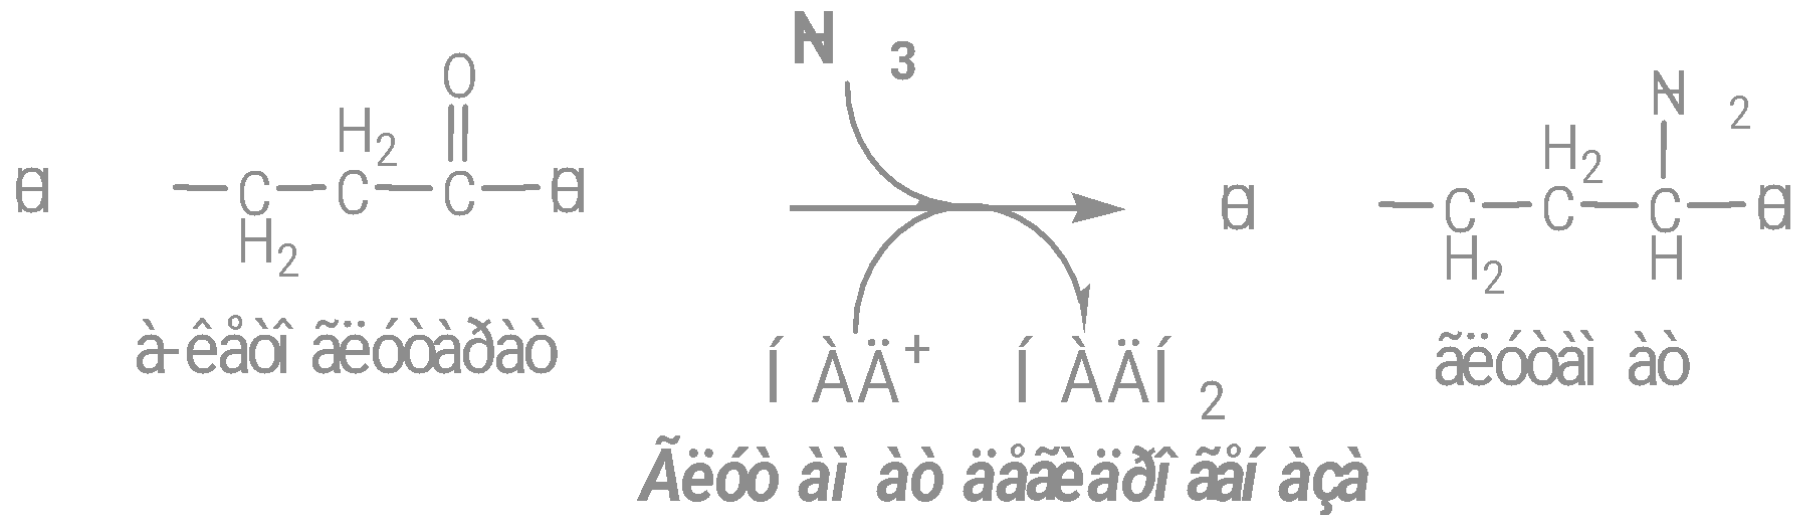 N 3
O
H2 C C C
H2
à-êåòî ãëóòàðàò
Í ÀÄ+ Í ÀÄÍ 2
N 2
H2 C C C
H2 H
ãëóòàì àò
Ãëóò àì àò äåãèäðî ãåí àçà